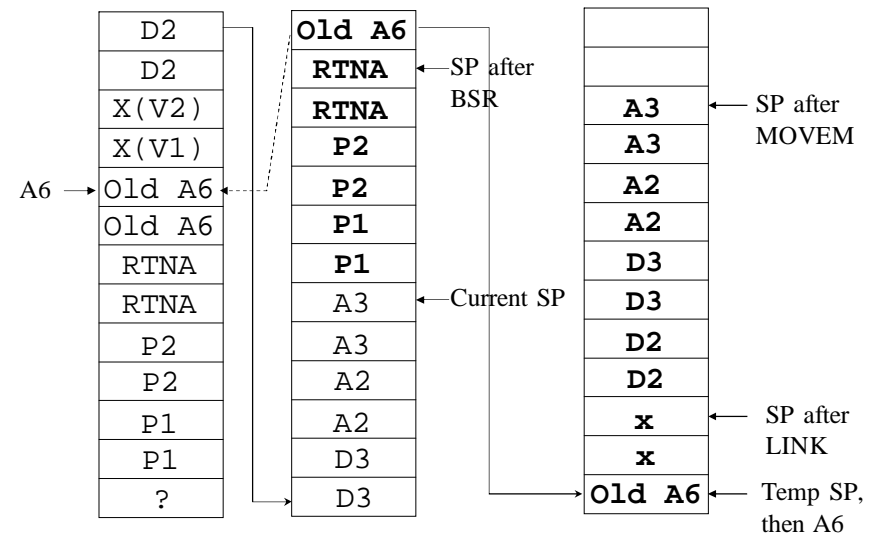 D2
D2
X(V2)
X(V1)
A6
Old A6
Old A6
RTNA
RTNA
P2
P2
P1
P1
?
Old A6
RTNA
SP after
BSR
RTNA
P2
P2
P1
P1
A3
Current SP
A3
A2
A2
D3
D3
A3
SP after
MOVEM
A3
A2
A2
D3
D3
D2
D2
x
SP after
LINK
x
Old A6
Temp SP,
then A6